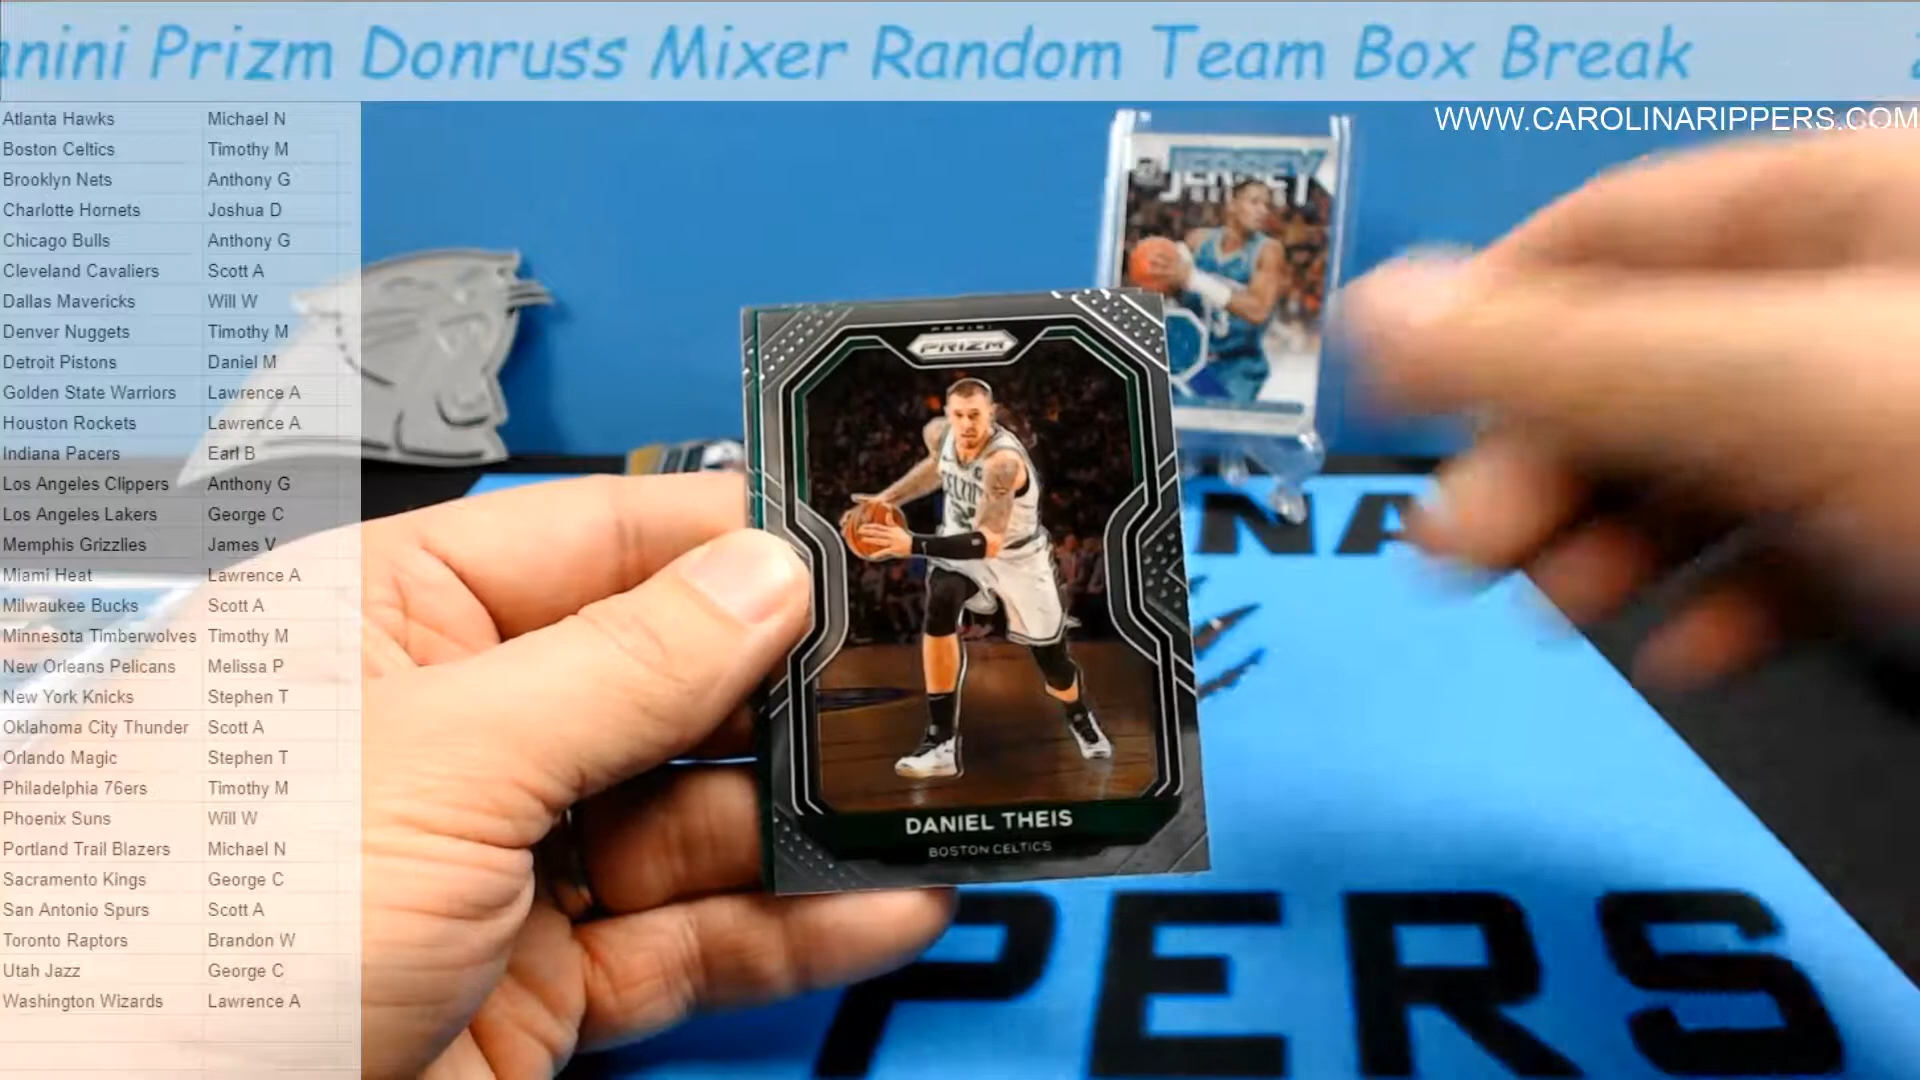 nini Prizm Donruss Mixer Random Team Box Break
WWW.CAROLINARIPPERS.COM
Atlanta Hawks Michael N
Boston Celtics Timothy M
Brooklyn Nets Anthony G
Charlotte Hornets Joshua D
Chicago Bulls Anthony G
Cleveland Cavaliers Scott A
Dallas Mavericks Will W
Denver Nuggets Timothy M
Detroit Pistons Daniel M
Golden State Warriors Lawrence A
Houston Rockets Lawrence A
Indiana Pacers Earl B
Los Angeles Clippers Anthony G
Los Angeles Lakers George C
Memphis Grizzlies James V
Miami Heat Lawrence A
Milwaukee Bucks Scott A
Minnesota Timberwolves Timothy M
New Orleans Pelicans Melissa P
New York Knicks Stephen T
Oklahoma City Thunder Scott A
Orlando Magic Stephen T
Philadelphia 76ers Timothy M
Phoenix Suns Will W
Portland Trail Blazers Michael N
Sacramento Kings George C
San Antonio Spurs Scott A
Toronto Raptors Brandon W
Utah Jazz George C
Washington Wizards Lawrence A
JERSEY
PANINI
PRIZM
DANIEL THEIS
BOSTON CELTICS
NA
PERS